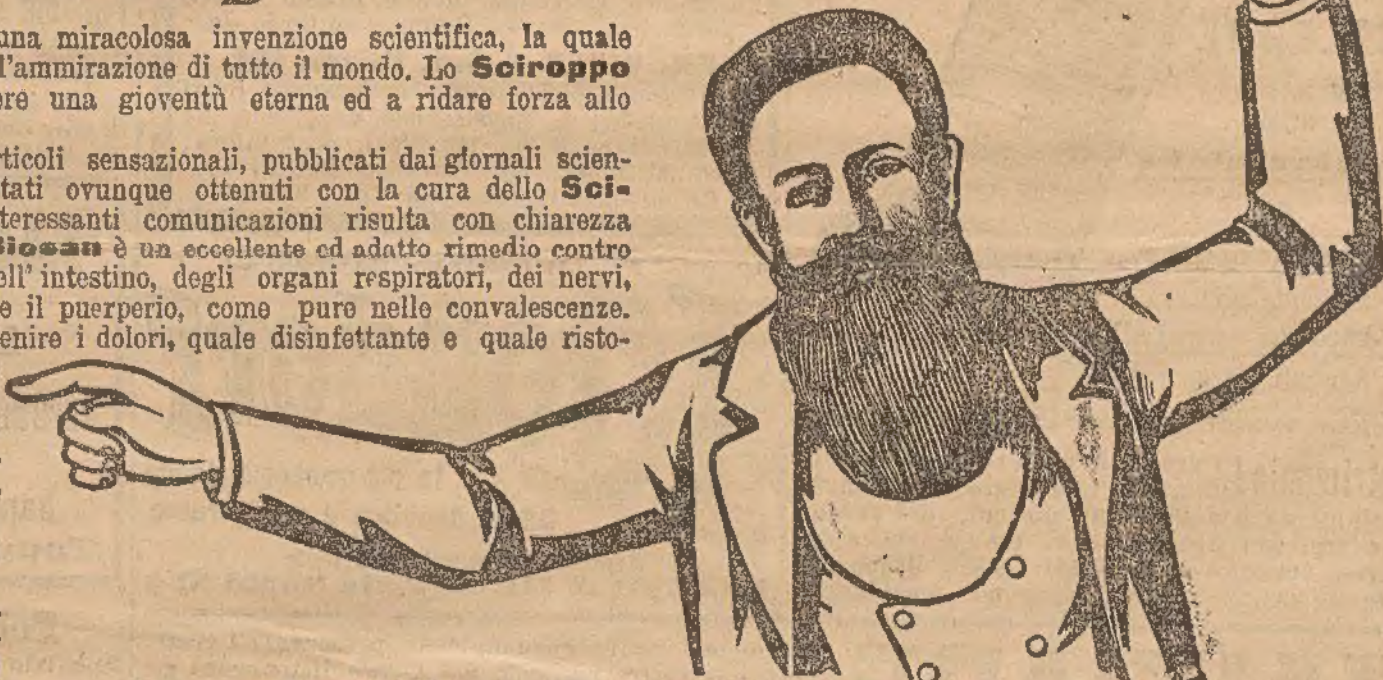 una miracolosa invenzione scientifica, la quale
l'ammirazione di tutto il mondo. Lo Sciroppo
ere una gioventù eterna ed a ridare forza allo
ticoli sensazionali, pubblicati dai giornali scien-
tati ovunque ottenuti con la cura dello Sci-
teressanti comunicazioni risulta con chiarezza
Biosan è un eccellente ed adatto rimedio contro
ell' intestino, degli organi respiratori, dei nervi,
e il puerperio, come pure nelle convalescenze.
enire i dolori, quale disinfettante e quale risto-